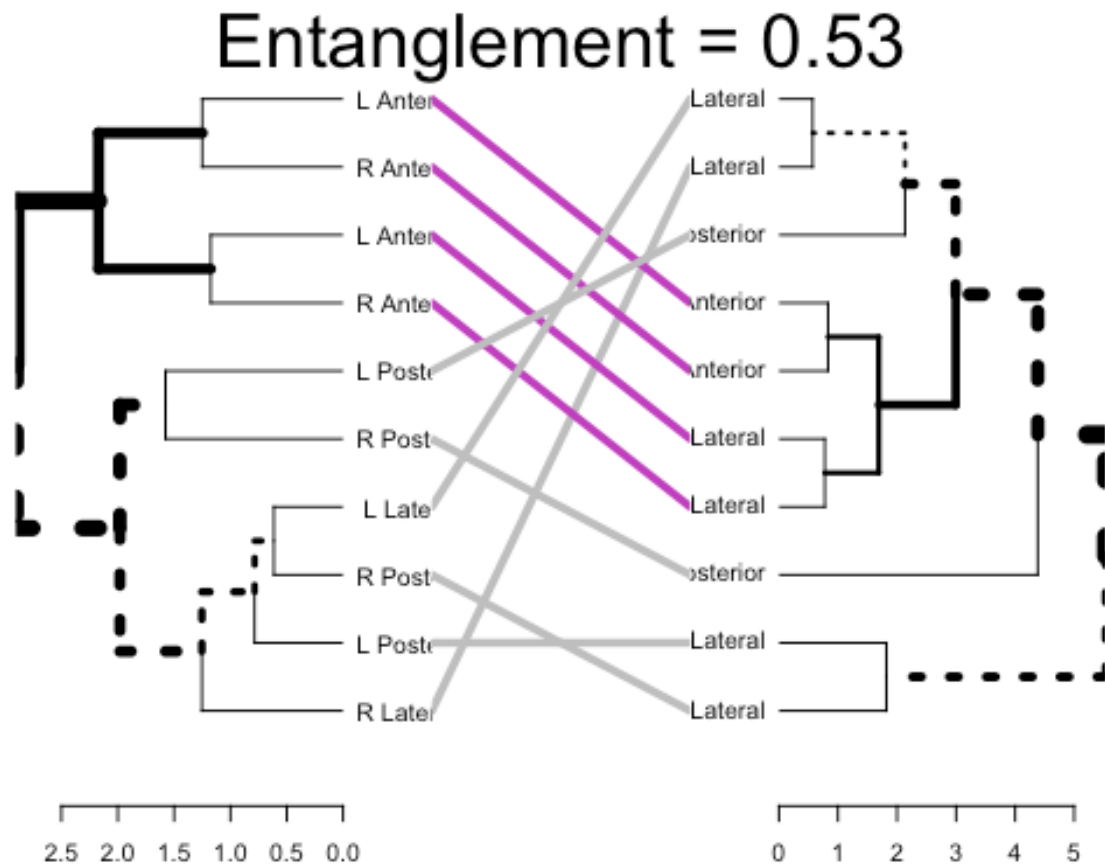 Entanglement = 0.53
L Anter Lateral
R Ante Lateral
L Anter osterior
R Ante Anterior
L Poste Anterior
R Post Lateral
L Late Lateral
R Post osterior
L Poste Lateral
R Later Lateral
2.5 2.0 1.5 1.0 0.5 0.0 0 1 2 3 4 5